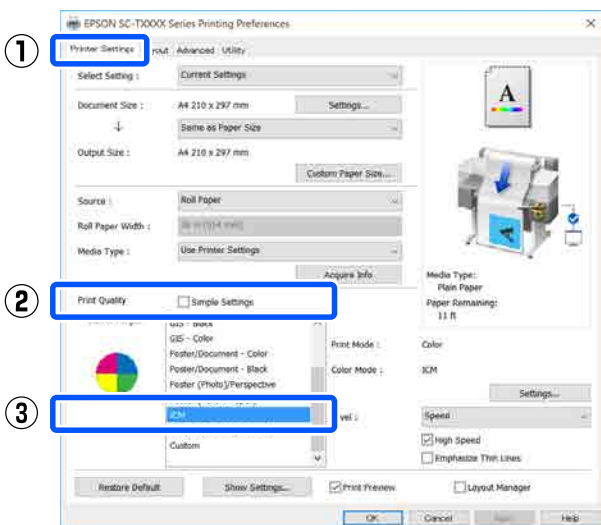 EPSON SC-TXXXX Series Printing Preferences
①
Printer Settings
Advanced
Utility
Select Setting :
Current Settings
Document Size :
A4 210 x 297 mm
Settings...
Same as Paper Size
Output Size :
A4 210 x 297 mm
Custom Paper Size...
Source :
Roll Paper
Roll Paper Width :
Media Type :
Use Printer Settings
Acquire Info
A
Media Type:
Plain Paper
Paper Remaining:
11 ft
②
Print Quality
Simple Settings
GIS - Color
Poster/Document - Color
Poster/Document - Black
Poster (Photo)/Perspective
Print Mode :
Color
Color Mode :
ICM
Settings...
③
ICM
Custom
Speed
High Speed
Emphasize Thin Lines
Restore Default
Show Settings...
Print Preview
Layout Manager
OK
Cancel
Help